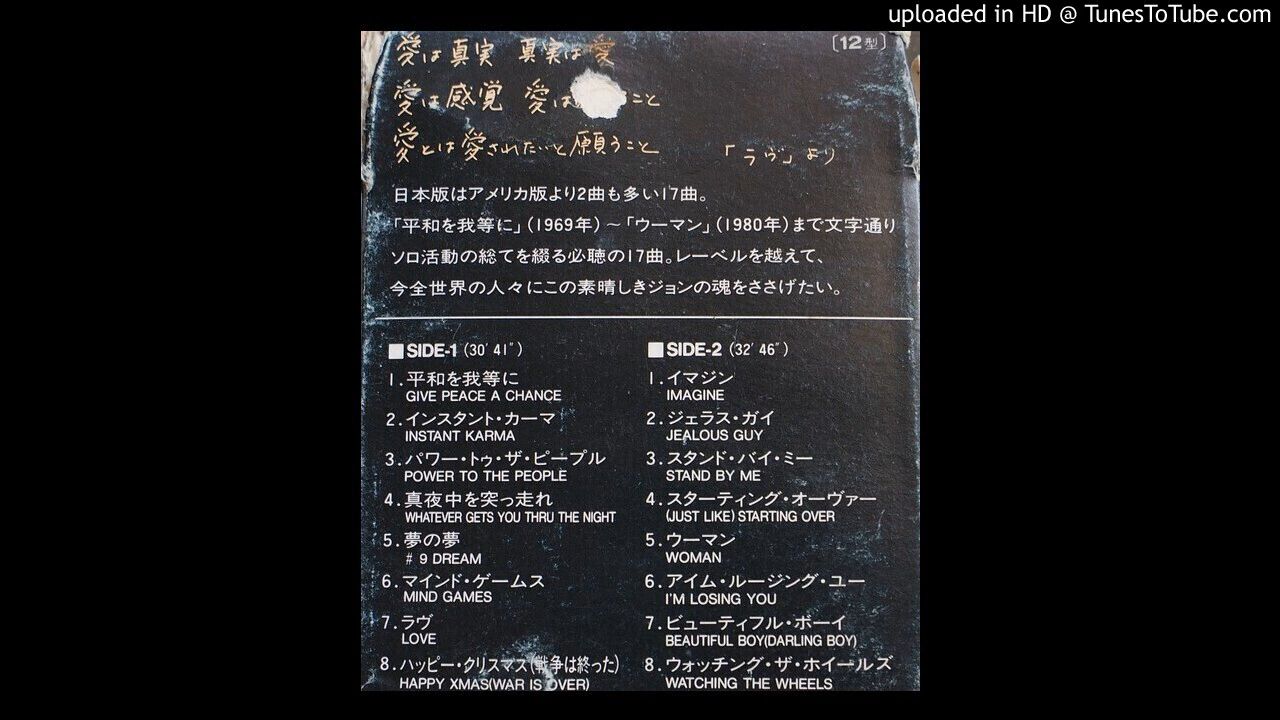 uploaded in HD @ TunesToTube.com
〔12型〕
愛は真実 真実は愛
愛は感覚 愛は こと
愛とは愛されたいと願うこと 「ラヴ」より
日本版はアメリカ版より2曲も多い17曲。
「平和を我等に」(1969年)〜「ウーマン」(1980年)まで文字通り
ソロ活動の総てを綴る必聴の17曲。レーベルを越えて、
今全世界の人々にこの素晴しきジョンの魂をささげたい。
■SIDE-1 (30′41″)
1.平和を我等に
GIVE PEACE A CHANCE
2.インスタント・カーマ
INSTANT KARMA
3.パワー・トゥ・ザ・ピープル
POWER TO THE PEOPLE
4.真夜中を突っ走れ
WHATEVER GETS YOU THRU THE NIGHT
5.夢の夢
# 9 DREAM
6.マインド・ゲームス
MIND GAMES
7.ラヴ
LOVE
8.ハッピー・クリスマス(戦争は終った)
HAPPY XMAS(WAR IS OVER)
■SIDE-2 (32′46″)
1.イマジン
IMAGINE
2.ジェラス・ガイ
JEALOUS GUY
3.スタンド・バイ・ミー
STAND BY ME
4.スターティング・オーヴァー
(JUST LIKE) STARTING OVER
5.ウーマン
WOMAN
6.アイム・ルージング・ユー
I'M LOSING YOU
7.ビューティフル・ボーイ
BEAUTIFUL BOY(DARLING BOY)
8.ウォッチング・ザ・ホイールズ
WATCHING THE WHEELS